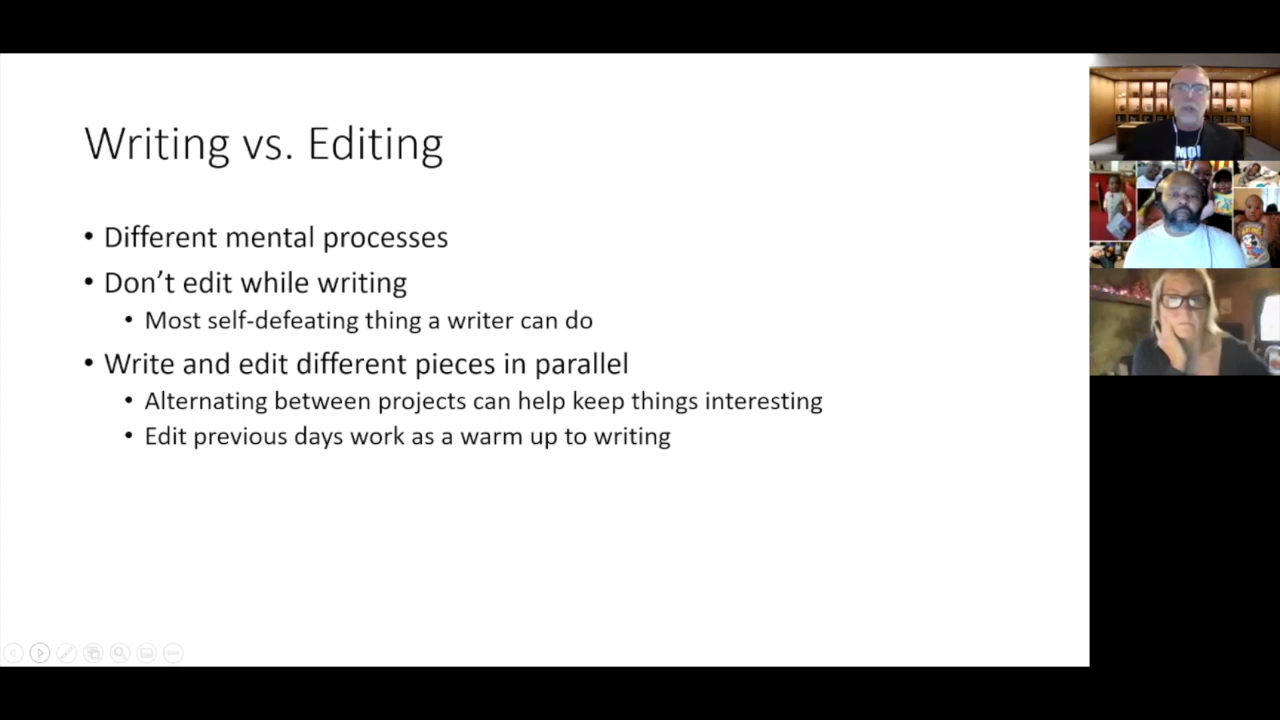 Writing vs. Editing
• Different mental processes
• Don’t edit while writing
• Most self-defeating thing a writer can do
• Write and edit different pieces in parallel
• Alternating between projects can help keep things interesting
• Edit previous days work as a warm up to writing